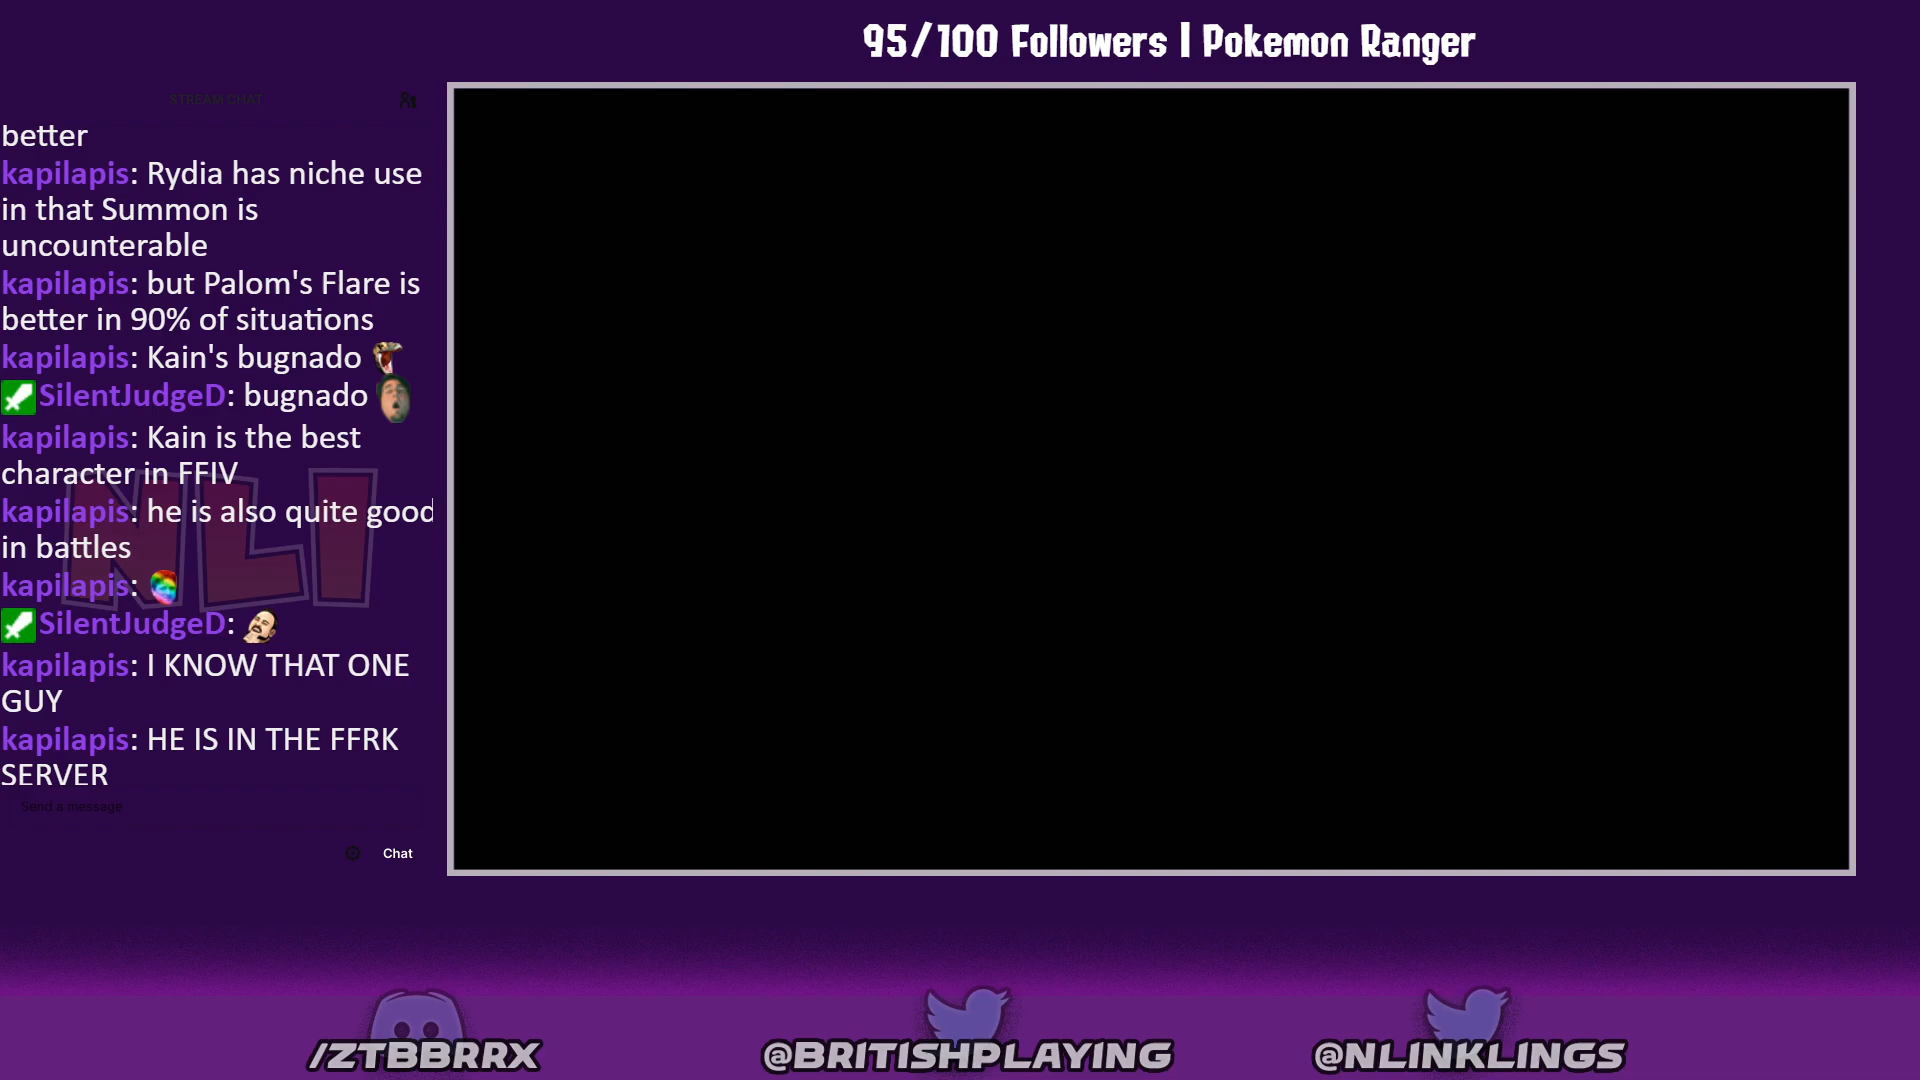 95/100 Followers | Pokemon Ranger
STREAM CHAT
better
kapilapis: Rydia has niche use
in that Summon is
uncounterable
kapilapis: but Palom's Flare is
better in 90% of situations
kapilapis: Kain's bugnado
SilentJudgeD: bugnado
kapilapis: Kain is the best
character in FFIV
kapilapis: he is also quite good
in battles
kapilapis:
SilentJudgeD:
kapilapis: I KNOW THAT ONE
GUY
kapilapis: HE IS IN THE FFRK
SERVER
NLI
Send a message
Chat
/ZTBBRRX
@BRITISHPLAYING
@NLINKLINGS